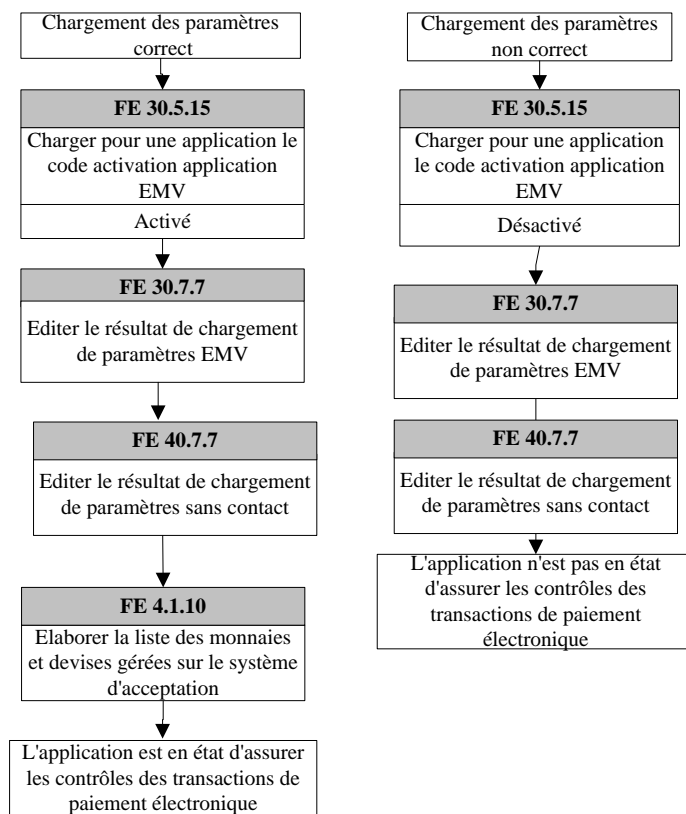 Chargement des paramètres
correct
FE 30.5.15
Charger pour une application le
code activation application
EMV
Activé
FE 30.7.7
Editer le résultat de chargement
de paramètres EMV
FE 40.7.7
Editer le résultat de chargement
de paramètres sans contact
FE 4.1.10
Elaborer la liste des monnaies
et devises gérées sur le système
d'acceptation
L'application est en état d'assurer
les contrôles des transactions de
paiement électronique
Chargement des paramètres
non correct
FE 30.5.15
Charger pour une application
le code activation application
EMV
Désactivé
FE 30.7.7
Editer le résultat de chargement
de paramètres EMV
FE 40.7.7
Editer le résultat de chargement
de paramètres sans contact
L'application n'est pas en état
d'assurer les contrôles des
transactions de paiement
électronique